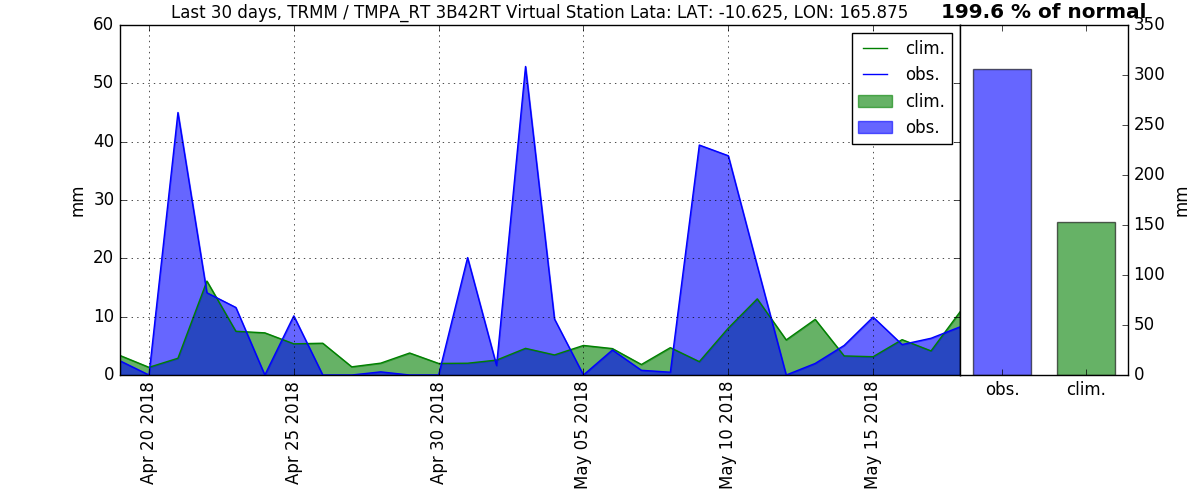 Last 30 days, TRMM / TMPA_RT 3B42RT Virtual Station Lata: LAT: -10.625, LON: 165.875
199.6 % of normal
60
50
40
30
20
10
0
mm
clim.
obs.
clim.
obs.
350
300
250
200
150
100
50
0
mm
obs.
clim.
Apr 20 2018
Apr 25 2018
Apr 30 2018
May 05 2018
May 10 2018
May 15 2018